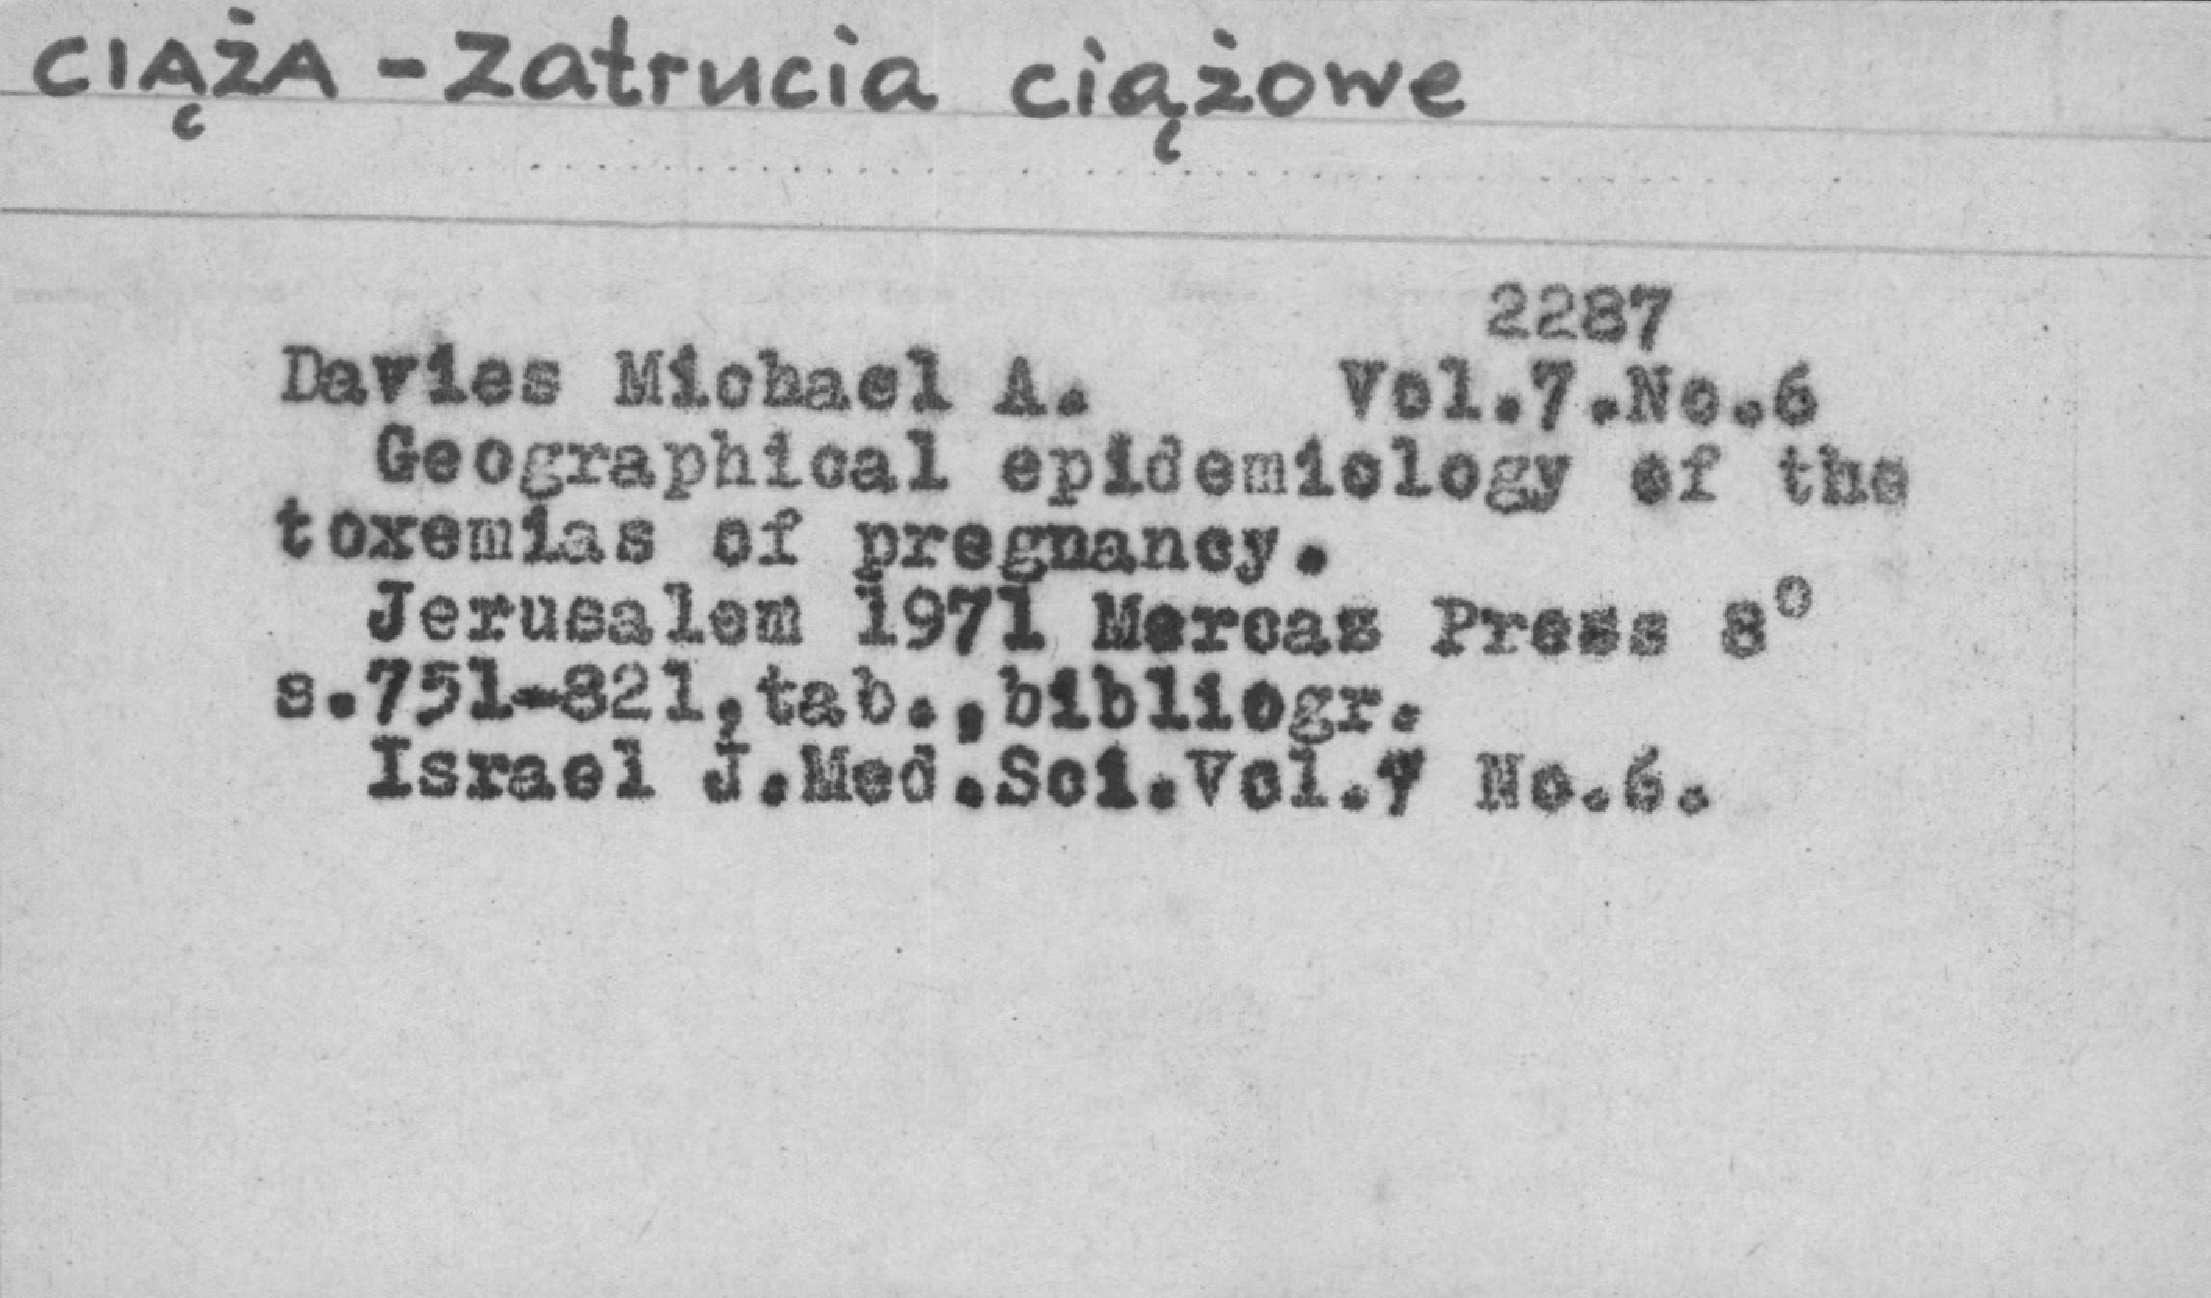 CIĄŻA - Zatrucia ciążowe
2287
Davies Michael A. Vol.7.No.6
Geographical epidemiology of the
toxemias of pregnancy.
Jerusalem 1971 Mercaz Press 8°
s.751-821,tab.,bibliogr.
Israel J.Med.Sci.Vol.7 No.6.